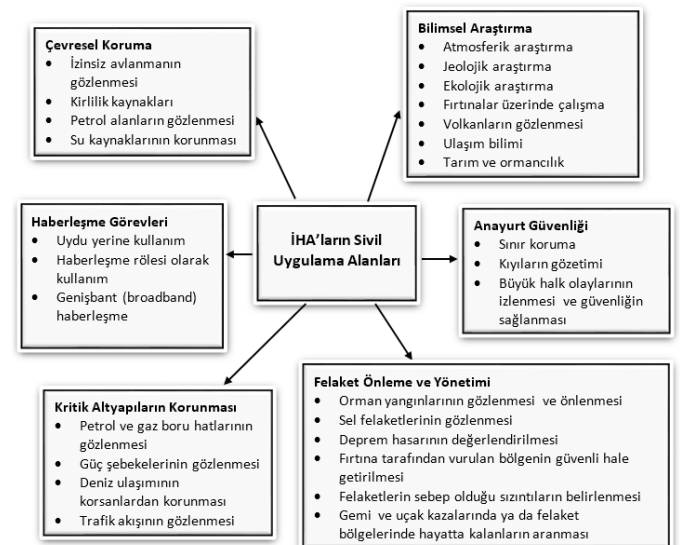 Çevresel Koruma
• İzinsiz avlanmanın
gözlenmesi
• Kirlilik kaynakları
• Petrol alanların gözlenmesi
• Su kaynaklarının korunması
Bilimsel Araştırma
• Atmosferik araştırma
• Jeolojik araştırma
• Ekolojik araştırma
• Fırtınalar üzerinde çalışma
• Volkanların gözlenmesi
• Ulaşım bilimi
• Tarım ve ormancılık
Haberleşme Görevleri
• Uydu yerine kullanım
• Haberleşme rölesi olarak
kullanım
• Genişbant (broadband)
haberleşme
İHA’ların Sivil
Uygulama Alanları
Anayurt Güvenliği
• Sınır koruma
• Kıyıların gözetimi
• Büyük halk olaylarının
izlenmesi ve güvenliğin
sağlanması
Kritik Altyapıların Korunması
• Petrol ve gaz boru hatlarının
gözlenmesi
• Güç şebekelerinin gözlenmesi
• Deniz ulaşımının
korsanlardan korunması
• Trafik akışının gözlenmesi
Felaket Önleme ve Yönetimi
• Orman yangınlarının gözlenmesi ve önlenmesi
• Sel felaketlerinin gözlenmesi
• Deprem hasarının değerlendirilmesi
• Fırtına tarafından vurulan bölgenin güvenli hale
getirilmesi
• Felaketlerin sebep olduğu sızıntıların belirlenmesi
• Gemi ve uçak kazalarında ya da felaket
bölgelerinde hayatta kalanların aranması